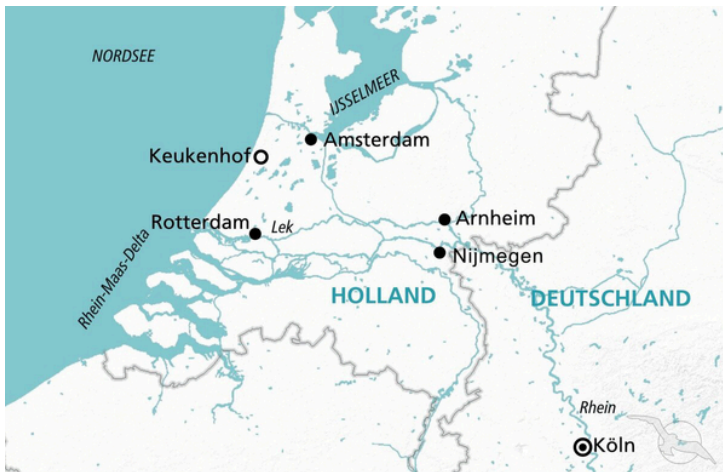 NORDSEE
IJSSELMEER
Amsterdam
Keukenhof
Rotterdam
Lek
Arnheim
Rhein-Maas-Delta
Nijmegen
HOLLAND
DEUTSCHLAND
Rhein
Köln